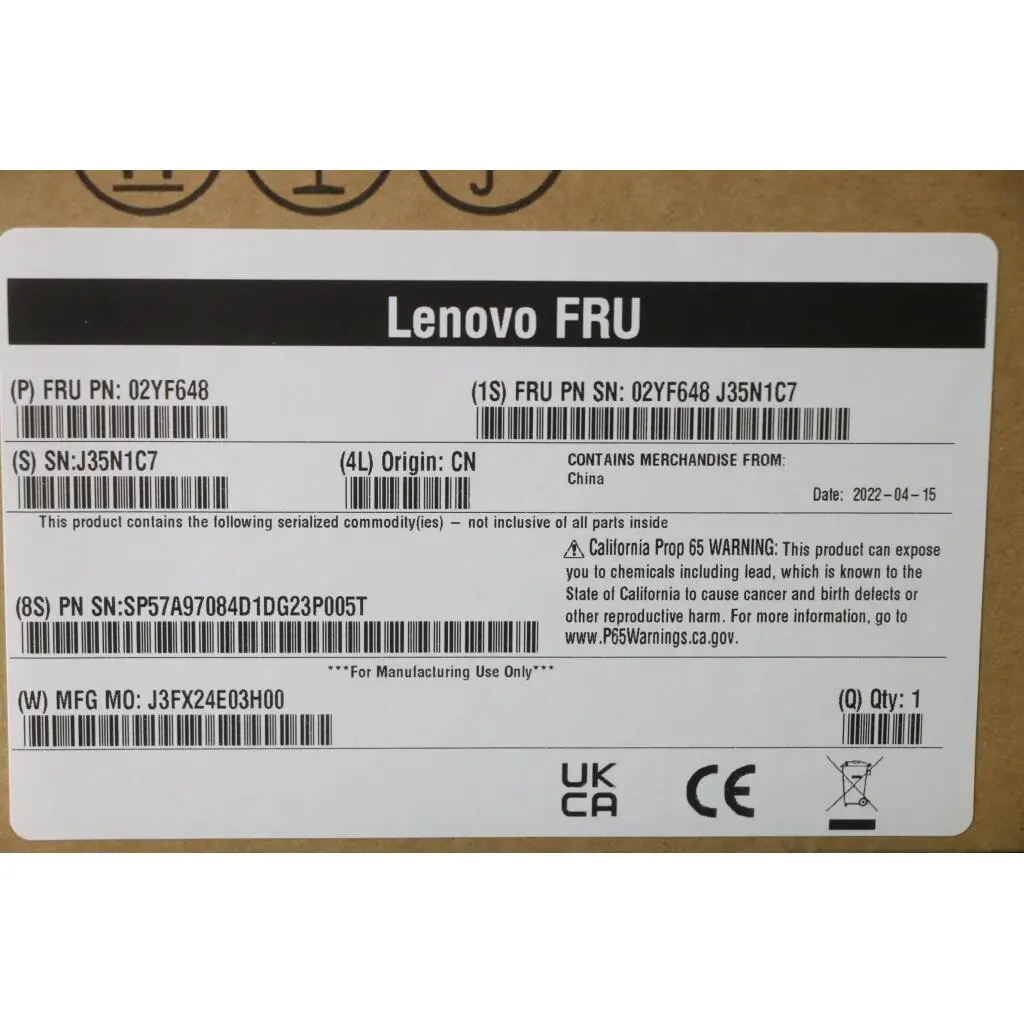 Lenovo FRU
(P) FRU PN: 02YF648
(1S) FRU PN SN: 02YF648 J35N1C7
(S) SN:J35N1C7
(4L) Origin: CN
CONTAINS MERCHANDISE FROM:
China
Date: 2022-04-15
This product contains the following serialized commodity(ies) – not inclusive of all parts inside
⚠ California Prop 65 WARNING: This product can expose
you to chemicals including lead, which is known to the
State of California to cause cancer and birth defects or
other reproductive harm. For more information, go to
www.P65Warnings.ca.gov.
(8S) PN SN:SP57A97084D1DG23P005T
***For Manufacturing Use Only***
(W) MFG MO: J3FX24E03H00
(Q) Qty: 1
UK
CA
CE